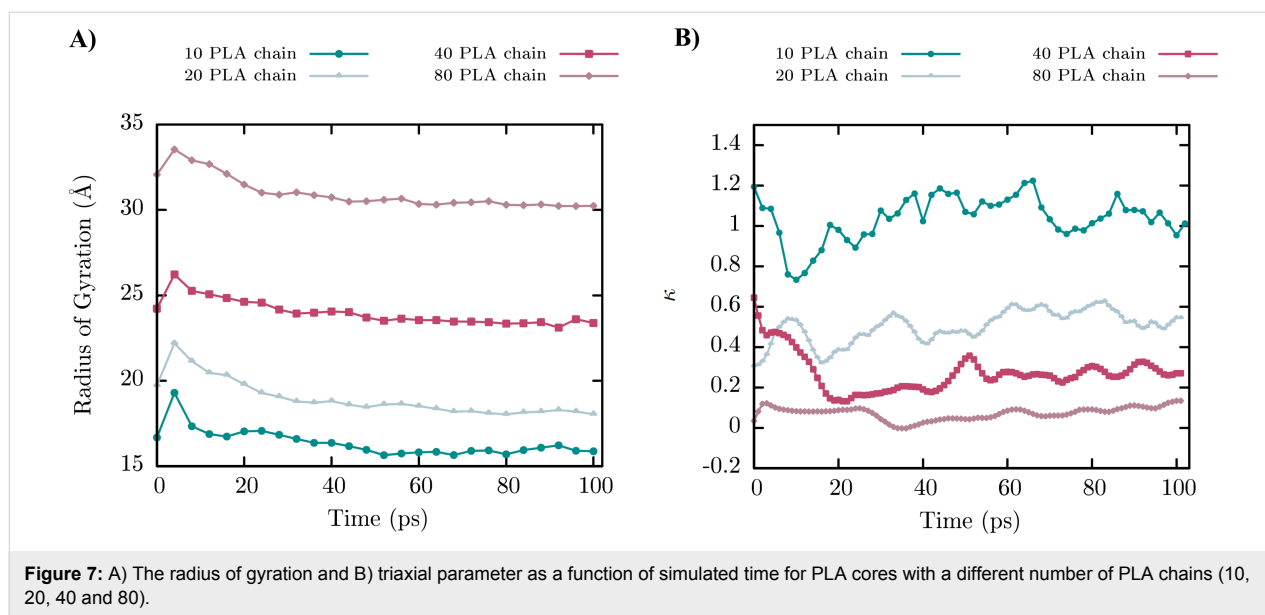 A)
10 PLA chain
20 PLA chain
40 PLA chain
80 PLA chain
35
30
25
20
15
Radius of Gyration (Å)
0 20 40 60 80 100
Time (ps)
B)
10 PLA chain
20 PLA chain
40 PLA chain
80 PLA chain
1.4
1.2
1
0.8
0.6
0.4
0.2
0
-0.2
κ
0 20 40 60 80 100
Time (ps)
Figure 7: A) The radius of gyration and B) triaxial parameter as a function of simulated time for PLA cores with a different number of PLA chains (10,
20, 40 and 80).